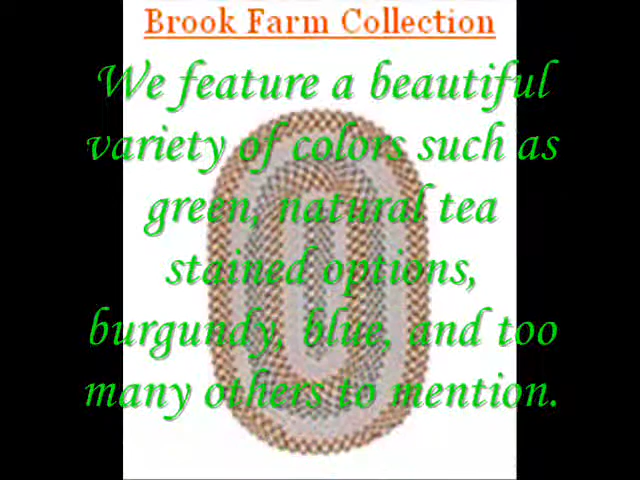 Brook Farm Collection
We feature a beautiful
variety of colors such as
green, natural tea
stained options,
burgundy, blue, and too
many others to mention.